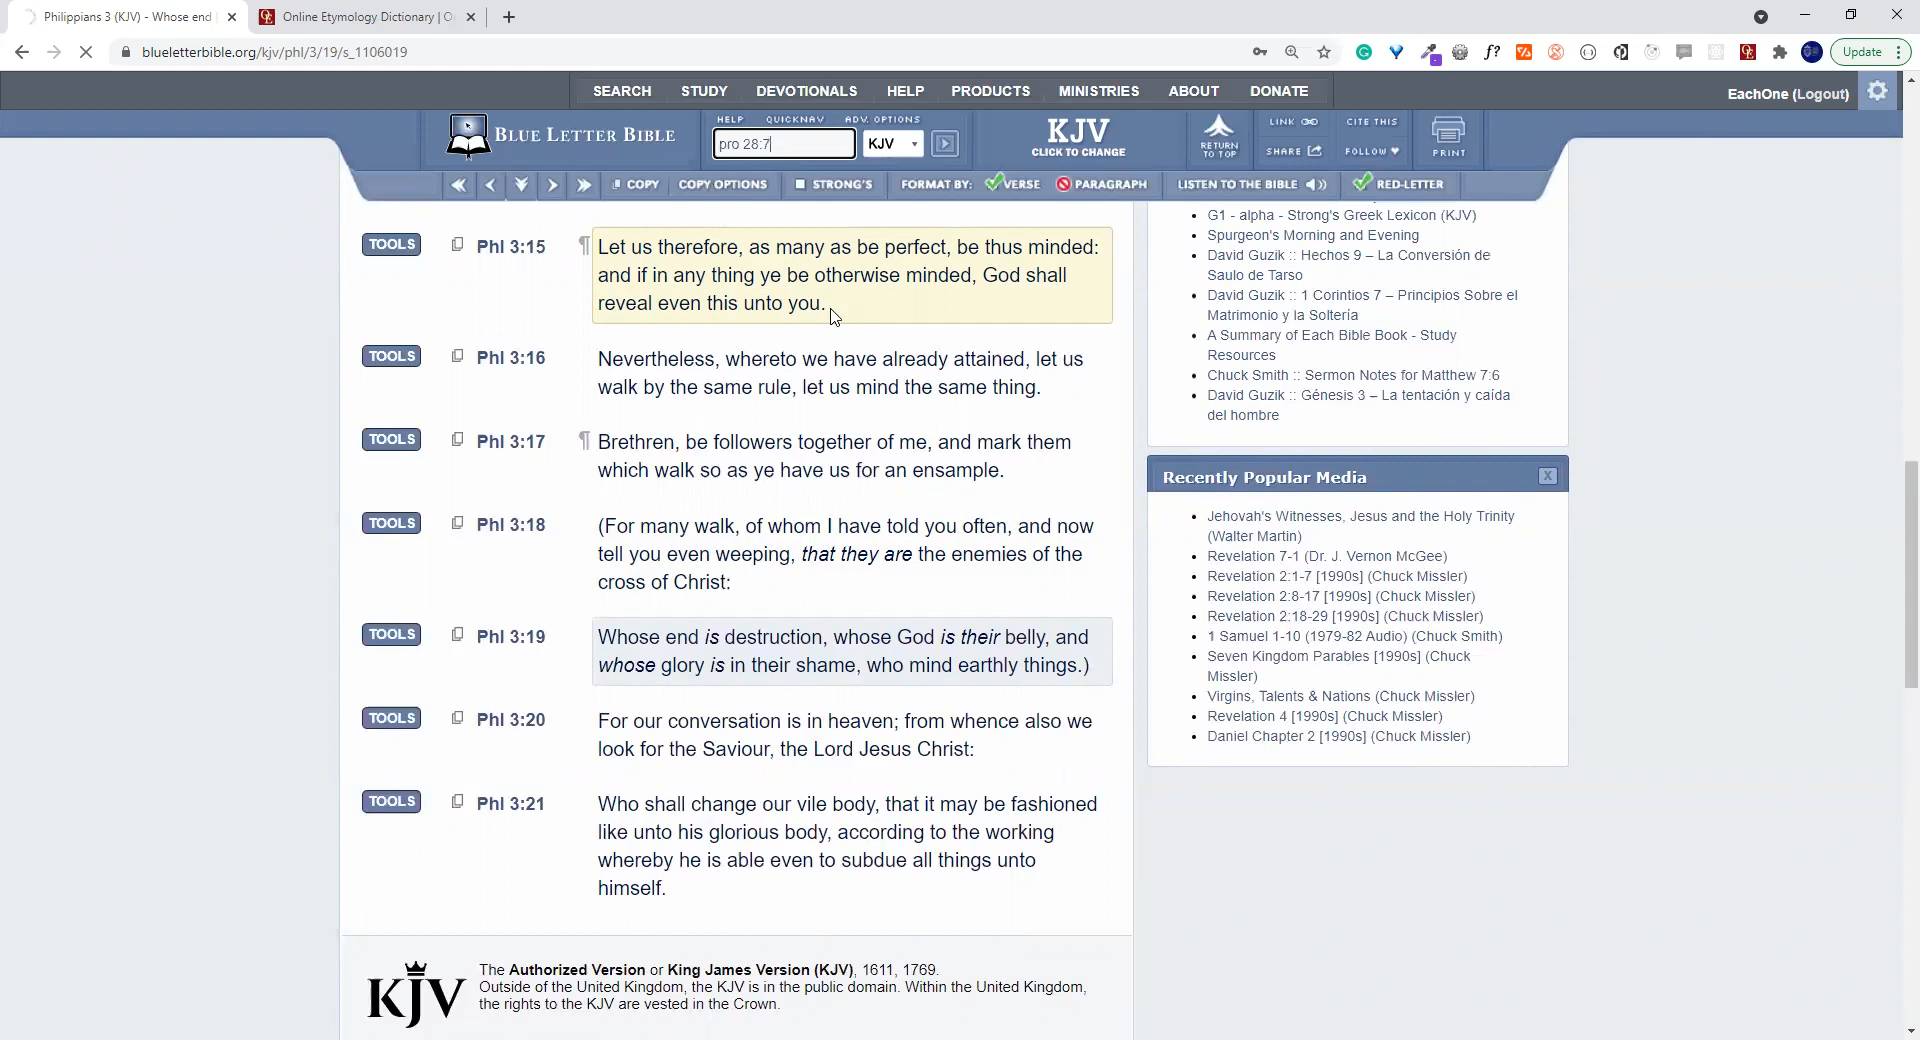 Philippians 3 (KJV) - Whose end
Online Etymology Dictionary | O
blueletterbible.org/kjv/phl/3/19/s_1106019
Update
SEARCH STUDY DEVOTIONALS HELP PRODUCTS MINISTRIES ABOUT DONATE
EachOne (Logout)
BLUE LETTER BIBLE
HELP QUICKNAV ADV. OPTIONS
pro 28:7
KJV
KJV
CLICK TO CHANGE
RETURN
TO TOP
LINK
CITE THIS
SHARE
FOLLOW
PRINT
COPY COPY OPTIONS STRONG'S FORMAT BY: VERSE PARAGRAPH LISTEN TO THE BIBLE RED-LETTER
TOOLS Phl 3:15 ¶ Let us therefore, as many as be perfect, be thus minded:
and if in any thing ye be otherwise minded, God shall
reveal even this unto you.
TOOLS Phl 3:16 Nevertheless, whereto we have already attained, let us
walk by the same rule, let us mind the same thing.
TOOLS Phl 3:17 ¶ Brethren, be followers together of me, and mark them
which walk so as ye have us for an ensample.
TOOLS Phl 3:18 (For many walk, of whom I have told you often, and now
tell you even weeping, that they are the enemies of the
cross of Christ:
TOOLS Phl 3:19 Whose end is destruction, whose God is their belly, and
whose glory is in their shame, who mind earthly things.)
TOOLS Phl 3:20 For our conversation is in heaven; from whence also we
look for the Saviour, the Lord Jesus Christ:
TOOLS Phl 3:21 Who shall change our vile body, that it may be fashioned
like unto his glorious body, according to the working
whereby he is able even to subdue all things unto
himself.
KJV
The Authorized Version or King James Version (KJV), 1611, 1769.
Outside of the United Kingdom, the KJV is in the public domain. Within the United Kingdom,
the rights to the KJV are vested in the Crown.
G1 - alpha - Strong's Greek Lexicon (KJV)
Spurgeon's Morning and Evening
David Guzik :: Hechos 9 – La Conversión de
Saulo de Tarso
David Guzik :: 1 Corintios 7 – Principios Sobre el
Matrimonio y la Soltería
A Summary of Each Bible Book - Study
Resources
Chuck Smith :: Sermon Notes for Matthew 7:6
David Guzik :: Génesis 3 – La tentación y caída
del hombre
Recently Popular Media X
Jehovah's Witnesses, Jesus and the Holy Trinity
(Walter Martin)
Revelation 7-1 (Dr. J. Vernon McGee)
Revelation 2:1-7 [1990s] (Chuck Missler)
Revelation 2:8-17 [1990s] (Chuck Missler)
Revelation 2:18-29 [1990s] (Chuck Missler)
1 Samuel 1-10 (1979-82 Audio) (Chuck Smith)
Seven Kingdom Parables [1990s] (Chuck
Missler)
Virgins, Talents & Nations (Chuck Missler)
Revelation 4 [1990s] (Chuck Missler)
Daniel Chapter 2 [1990s] (Chuck Missler)